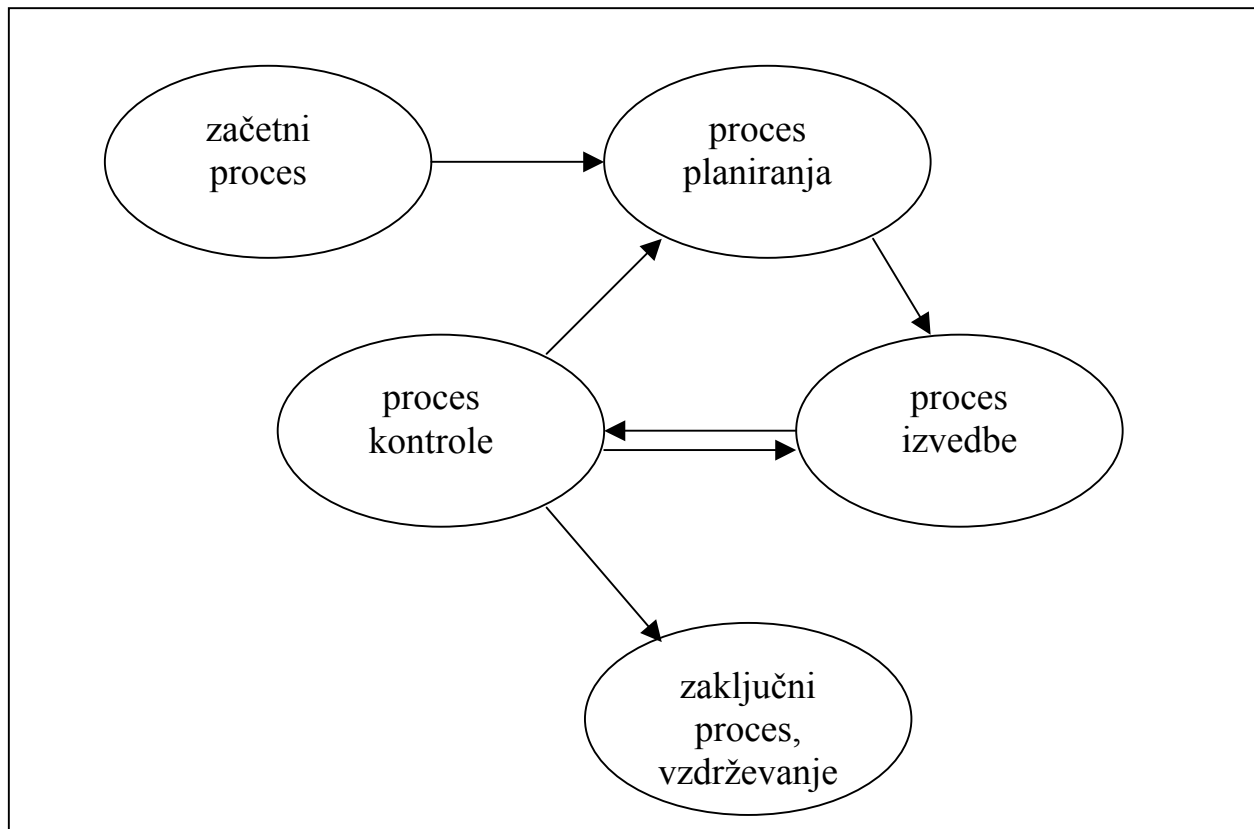 začetni
proces
proces
planiranja
proces
kontrole
proces
izvedbe
zaključni
proces,
vzdrževanje